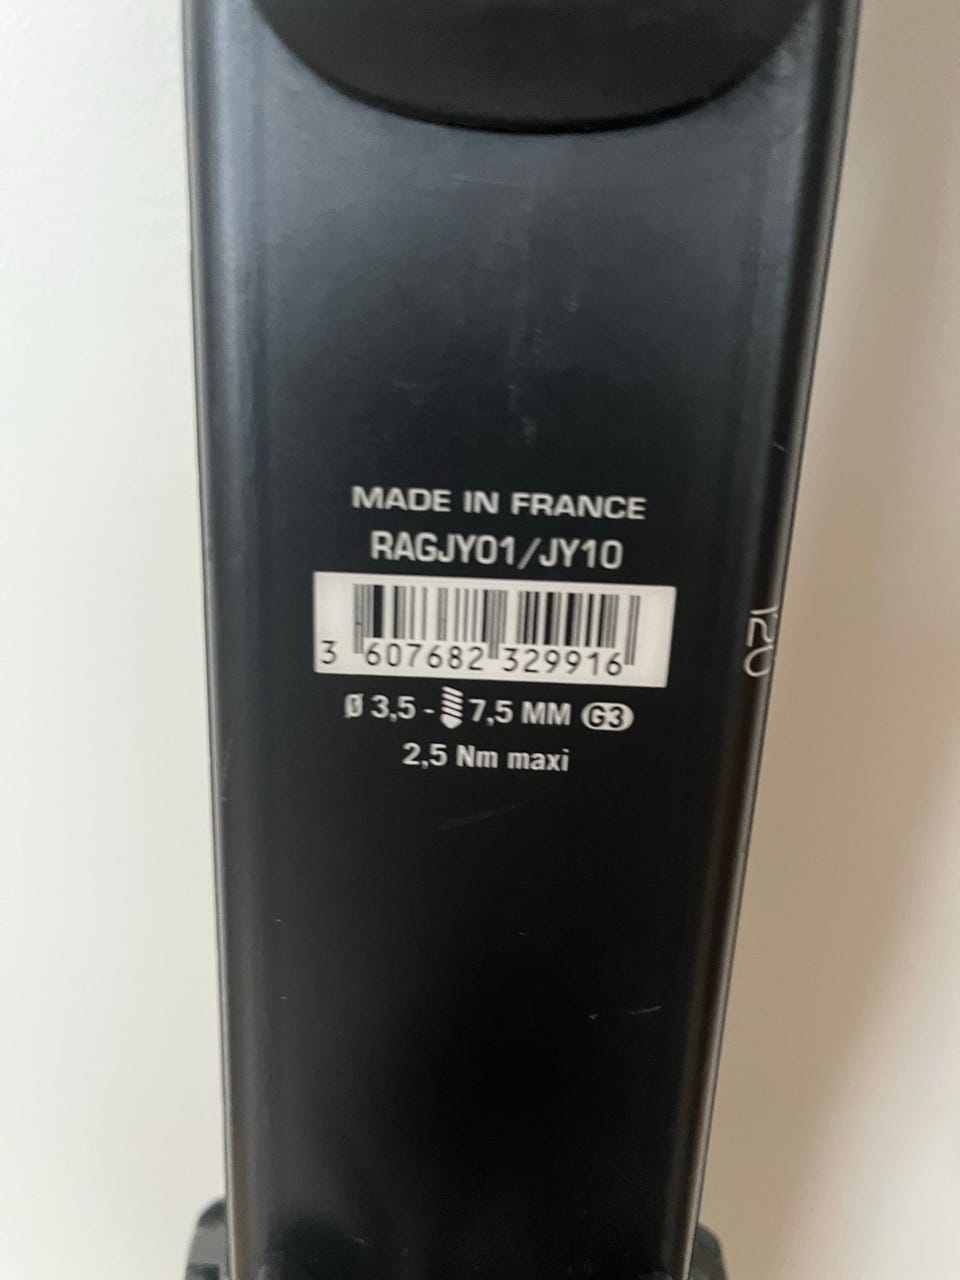 MADE IN FRANCE
RAGJY01/JY10
3 607682 329916
Ø 3,5 - 7,5 MM G3
2,5 Nm maxi
120